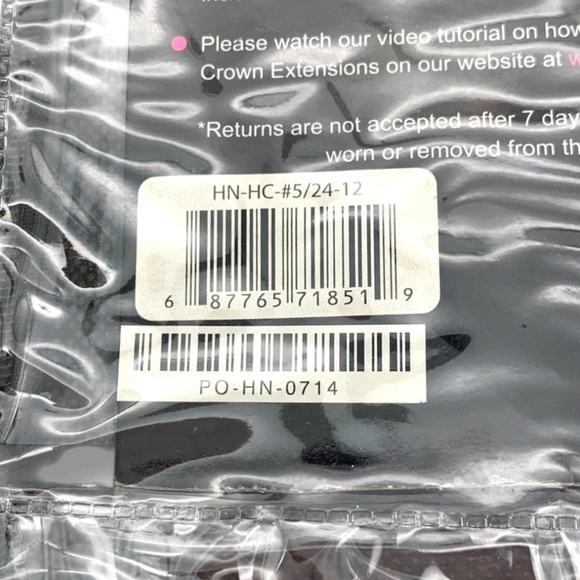 Please watch our video tutorial on how
Crown Extensions on our website at
*Returns are not accepted after 7 day
worn or removed from th
HN-HC-#5/24-12
6 87765 71851 9
PO-HN-0714